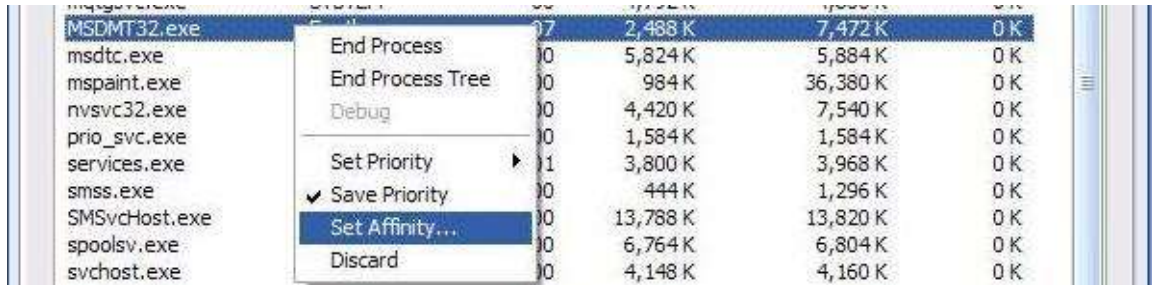 MSDMT32.exe 07 2,488 K 7,472 K 0 K
msdtc.exe 5,824 K 5,884 K 0 K
mspaint.exe 984 K 36,380 K 0 K
nvsvc32.exe 4,420 K 7,540 K 0 K
prio_svc.exe 1,584 K 1,584 K 0 K
services.exe 3,800 K 3,968 K 0 K
smss.exe 444 K 1,296 K 0 K
SMSvcHost.exe 13,788 K 13,820 K 0 K
spoolsv.exe 6,764 K 6,804 K 0 K
svchost.exe 4,148 K 4,160 K 0 K
End Process
End Process Tree
Debug
Set Priority
Save Priority
Set Affinity...
Discard